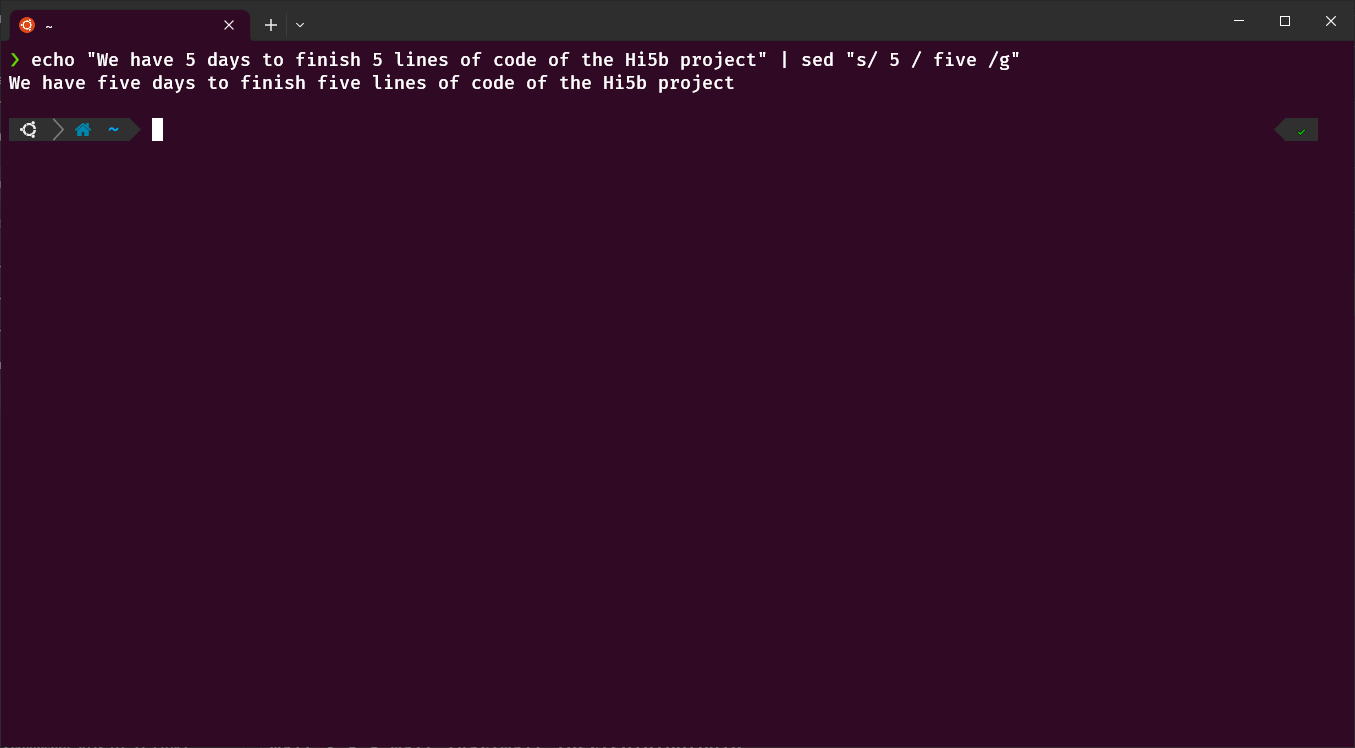 ~
❯ echo "We have 5 days to finish 5 lines of code of the Hi5b project" | sed "s/ 5 / five /g"
We have five days to finish five lines of code of the Hi5b project
~